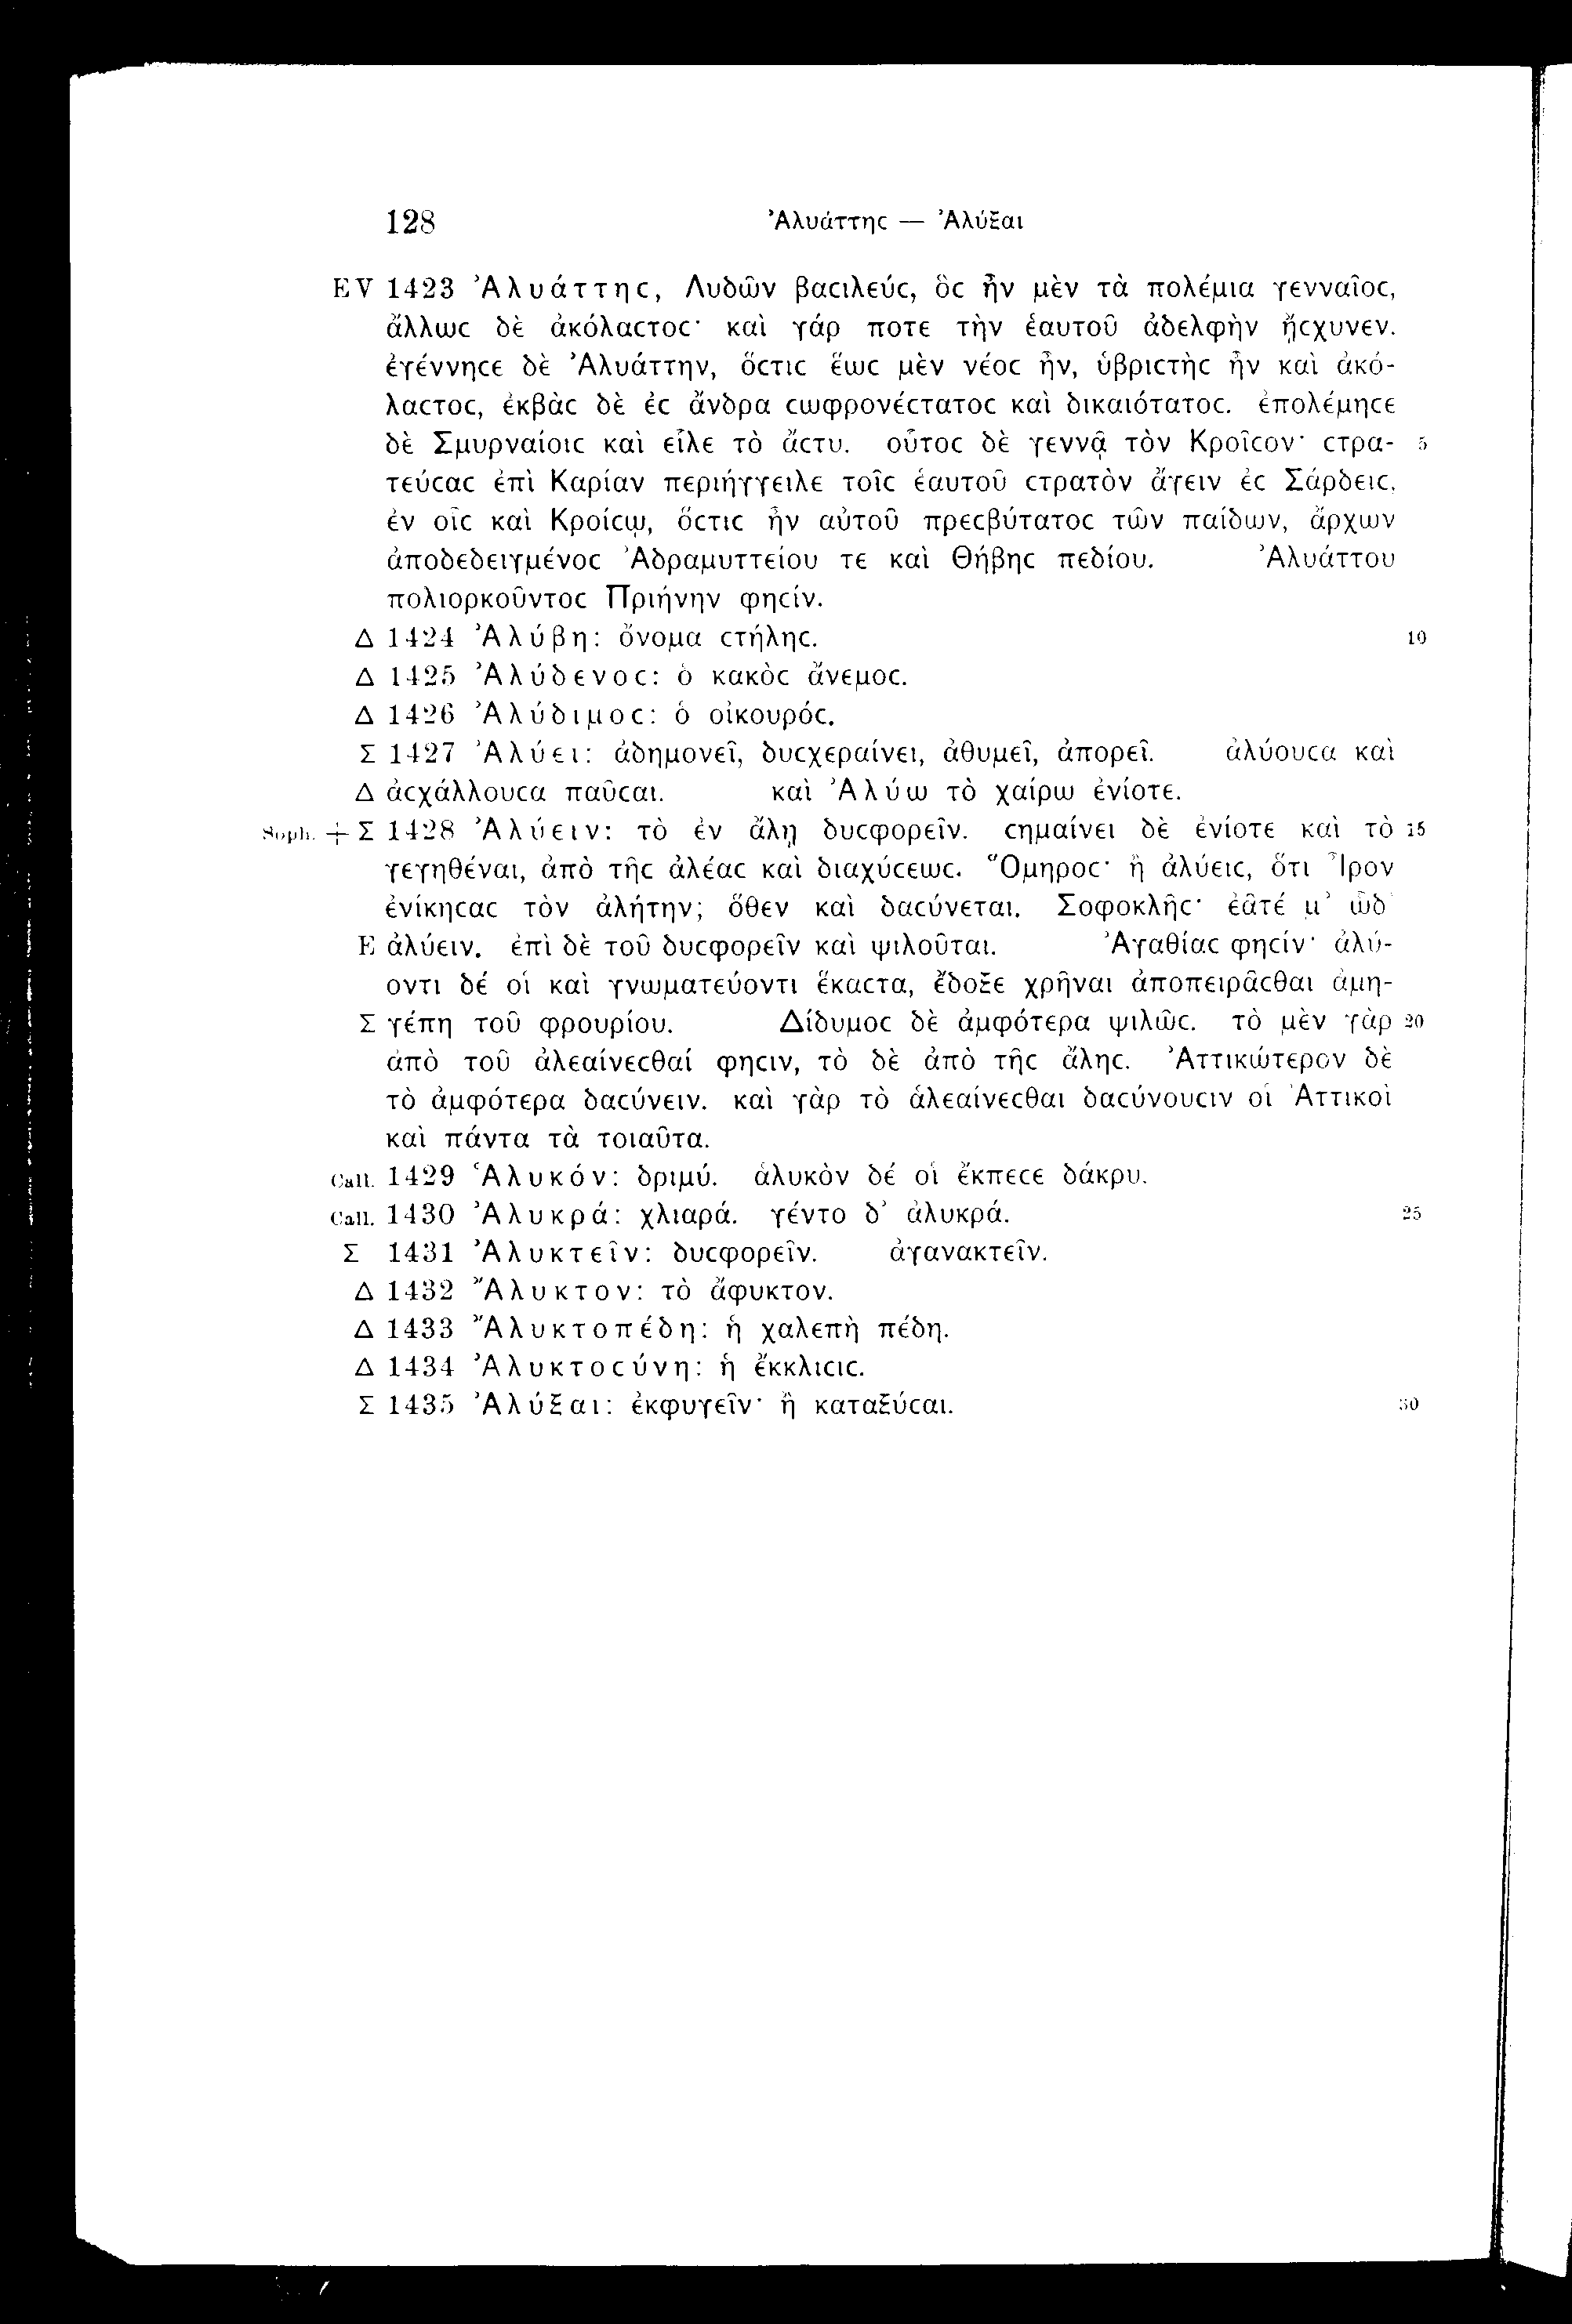 128 Ἀλυάττηϲ — Ἀλύξαι
EV 1423 Ἀλυάττηϲ, Λυδῶν βαϲιλεύϲ, ὃϲ ἦν μὲν τὰ πολέμια γενναῖοϲ,
ἄλλωϲ δὲ ἀκόλαϲτοϲ· καὶ γάρ ποτε τὴν ἑαυτοῦ ἀδελφὴν ᾔϲχυνεν.
ἐγέννηϲε δὲ Ἀλυάττην, ὅϲτιϲ ἕωϲ μὲν νέοϲ ἦν, ὑβριϲτὴϲ ἦν καὶ ἀκό-
λαϲτοϲ, ἐκβὰϲ δὲ ἐϲ ἄνδρα ϲωφρονέϲτατοϲ καὶ δικαιότατοϲ. ἐπολέμηϲε
δὲ Σμυρναίοιϲ καὶ εἷλε τὸ ἄϲτυ. οὗτοϲ δὲ γεννᾷ τὸν Κροῖϲον· ϲτρα- 5
τεύϲαϲ ἐπὶ Καρίαν περιήγγειλε τοῖϲ ἑαυτοῦ ϲτρατὸν ἄγειν ἐϲ Σάρδειϲ,
ἐν οἷϲ καὶ Κροίϲῳ, ὅϲτιϲ ἦν αὐτοῦ πρεϲβύτατοϲ τῶν παίδων, ἄρχων
ἀποδεδειγμένοϲ Ἀδραμυττείου τε καὶ Θήβηϲ πεδίου. Ἀλυάττου
πολιορκοῦντοϲ Πριήνην φηϲίν.
Δ 1424 Ἀλύβη: ὄνομα ϲτήληϲ. 10
Δ 1425 Ἀλύδενοϲ: ὁ κακὸϲ ἄνεμοϲ.
Δ 1426 Ἀλύδιμοϲ: ὁ οἰκουρόϲ.
Σ 1427 Ἀλύει: ἀδημονεῖ, δυϲχεραίνει, ἀθυμεῖ, ἀπορεῖ. ἀλύουϲα καὶ
Δ ἀϲχάλλουϲα παῦϲαι. καὶ Ἀλύω τὸ χαίρω ἐνίοτε.
Soph. + Σ 1428 Ἀλύειν: τὸ ἐν ἄλῃ δυϲφορεῖν. ϲημαίνει δὲ ἐνίοτε καὶ τὸ 15
γεγηθέναι, ἀπὸ τῆϲ ἀλέαϲ καὶ διαχύϲεωϲ. Ὅμηροϲ· ἢ ἀλύειϲ, ὅτι Ἶρον
ἐνίκηϲαϲ τὸν ἀλήτην; ὅθεν καὶ δαϲύνεται. Σοφοκλῆϲ· ἐᾶτέ μ’ ὧδ’
E ἀλύειν. ἐπὶ δὲ τοῦ δυϲφορεῖν καὶ ψιλοῦται. Ἀγαθίαϲ φηϲίν· ἀλύ-
οντι δέ οἱ καὶ γνωματεύοντι ἕκαϲτα, ἔδοξε χρῆναι ἀποπειρᾶϲθαι ἁμη-
Σ γέπη τοῦ φρουρίου. Δίδυμοϲ δὲ ἀμφότερα ψιλῶϲ. τὸ μὲν γὰρ 20
ἀπὸ τοῦ ἀλεαίνεϲθαί φηϲιν, τὸ δὲ ἀπὸ τῆϲ ἄληϲ. Ἀττικώτερον δὲ
τὸ ἀμφότερα δαϲύνειν. καὶ γὰρ τὸ ἁλεαίνεϲθαι δαϲύνουϲιν οἱ Ἀττικοὶ
καὶ πάντα τὰ τοιαῦτα.
Call. 1429 Ἁλυκόν: δριμύ. ἁλυκὸν δέ οἱ ἔκπεϲε δάκρυ.
Call. 1430 Ἀλυκρά: χλιαρά. γέντο δ’ ἀλυκρά. 25
Σ 1431 Ἀλυκτεῖν: δυϲφορεῖν. ἀγανακτεῖν.
Δ 1432 Ἄλυκτον: τὸ ἄφυκτον.
Δ 1433 Ἄλυκτοπέδη: ἡ χαλεπὴ πέδη.
Δ 1434 Ἀλυκτοϲύνη: ἡ ἔκκλιϲιϲ.
Σ 1435 Ἀλύξαι: ἐκφυγεῖν· ἢ καταξύϲαι. 30